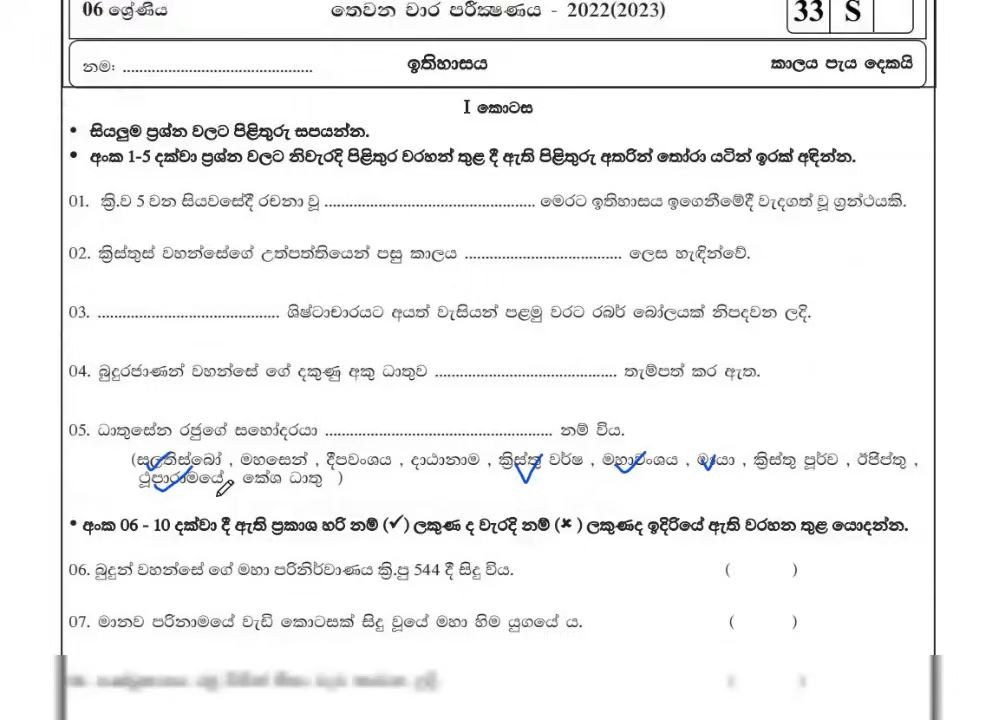 06 ශ්‍රේණිය තෙවන වාර පරීක්‍ෂණය - 2022(2023) 33 S
නම: ............................................... ඉතිහාසය කාලය පැය දෙකයි
I කොටස
• සියලුම ප්‍රශ්න වලට පිළිතුරු සපයන්න.
• අංක 1-5 දක්වා ප්‍රශ්න වලට නිවැරදි පිළිතුර වරහන් තුළ දී ඇති පිළිතුරු අතරින් තෝරා යටින් ඉරක් අඳින්න.
01. ක්‍රි.ව 5 වන සියවසේදී රචනා වූ .................................................... මෙරට ඉතිහාසය ඉගෙනීමේදී වැදගත් වූ ග්‍රන්ථයකි.
02. ක්‍රිස්තුස් වහන්සේගේ උත්පත්තියෙන් පසු කාලය ....................................... ලෙස හැඳින්වේ.
03. ............................................. ශිෂ්ටාචාරයට අයත් වැසියන් පළමු වරට රබර් බෝලයක් නිපදවන ලදි.
04. බුදුරජාණන් වහන්සේ ගේ දකුණු අකු ධාතුව ............................................. තැම්පත් කර ඇත.
05. ධාතුසේන රජුගේ සහෝදරයා ........................................................ නම් විය.
(සලතිස්බෝ , මහසෙන් , දීපවංශය , දාඨානාම , ක්‍රිස්තු වර්ෂ , මහාවංශය , මායා , ක්‍රිස්තු පූර්ව , ඊජිප්තු ,
ථූපාරාමයේ , කේශ ධාතු )
• අංක 06 - 10 දක්වා දී ඇති ප්‍රකාශ හරි නම් (✓) ලකුණ ද වැරදි නම් (✗) ලකුණද ඉදිරියේ ඇති වරහන තුළ යොදන්න.
06. බුදුන් වහන්සේ ගේ මහා පරිනිර්වාණය ක්‍රි.පු 544 දී සිදු විය. ( )
07. මානව පරිනාමයේ වැඩි කොටසක් සිදු වූයේ මහා හිම යුගයේ ය. ( )